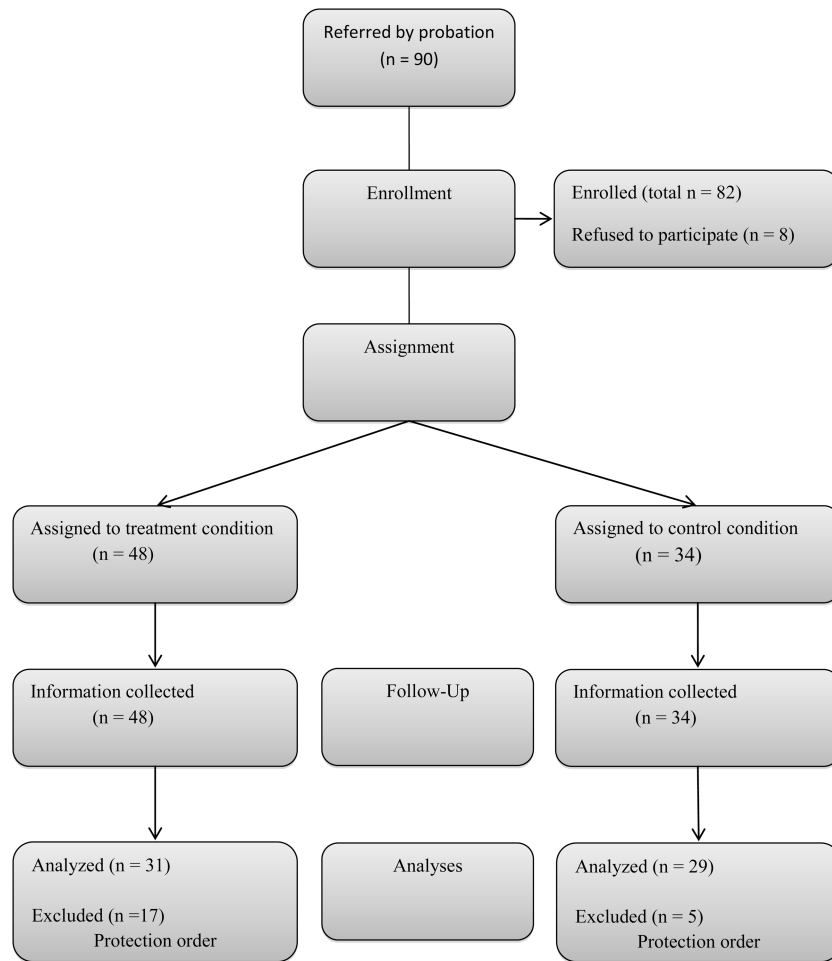 Referred by probation
(n = 90)
Enrollment
Enrolled (total n = 82)
Refused to participate (n = 8)
Assignment
Assigned to treatment condition
(n = 48)
Assigned to control condition
(n = 34)
Information collected
(n = 48)
Follow-Up
Information collected
(n = 34)
Analyzed (n = 31)
Excluded (n =17)
Protection order
Analyses
Analyzed (n = 29)
Excluded (n = 5)
Protection order